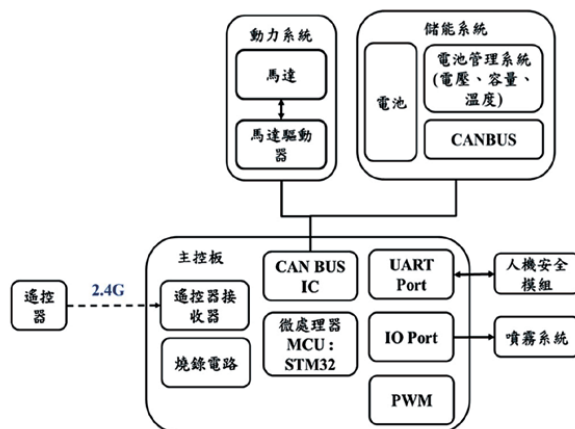 動力系統
馬達
馬達驅動
器
儲能系統
電池
電池管理系統
(電壓、容量、
溫度)
CANBUS
主控板
遙控
器
2.4G
遙控器接
收器
燒錄電路
CAN BUS
IC
微處理器
MCU：
STM32
UART
Port
IO Port
PWM
人機安全
模組
噴霧系統